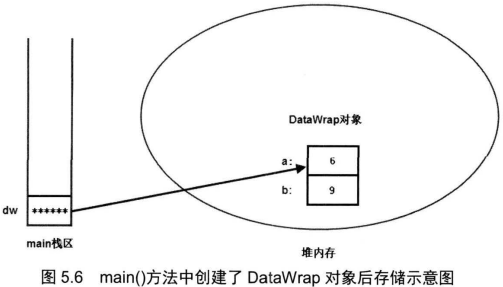 DataWrap对象
a: 6
b: 9
dw ******
main栈区
堆内存
图 5.6 main()方法中创建了 DataWrap 对象后存储示意图